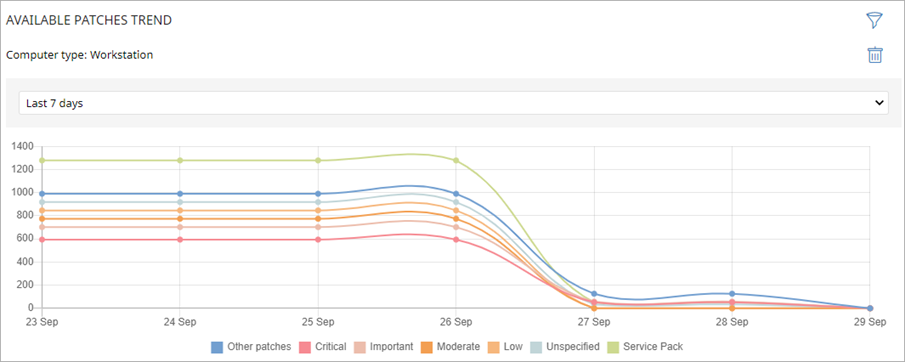 AVAILABLE PATCHES TREND
Computer type: Workstation
Last 7 days
1400
1200
1000
800
600
400
200
0
23 Sep 24 Sep 25 Sep 26 Sep 27 Sep 28 Sep 29 Sep
Other patches Critical Important Moderate Low Unspecified Service Pack